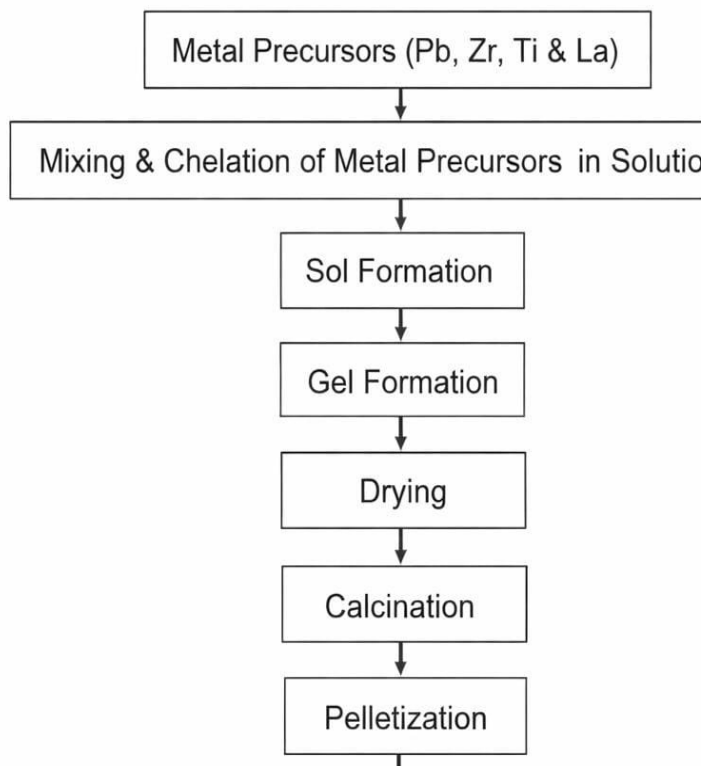 Metal Precursors (Pb, Zr, Ti & La)
Mixing & Chelation of Metal Precursors in Solutio
Sol Formation
Gel Formation
Drying
Calcination
Pelletization